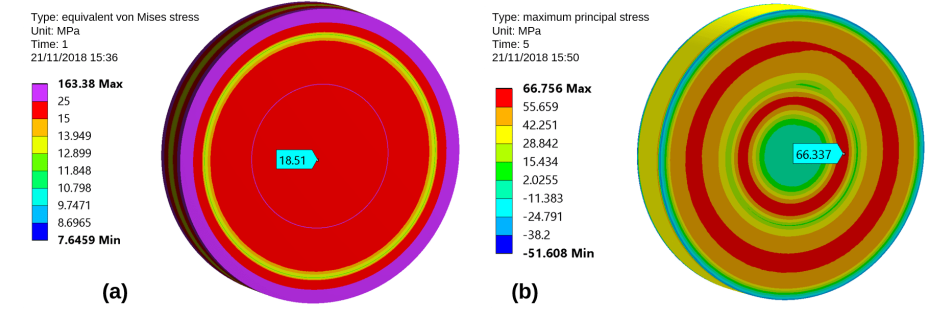 Type: equivalent von Mises stress
Unit: MPa
Time: 1
21/11/2018 15:36
163.38 Max
25
15
13.949
12.899
11.848
10.798
9.7471
8.6965
7.6459 Min
18.51
(a)
Type: maximum principal stress
Unit: MPa
Time: 5
21/11/2018 15:50
66.756 Max
55.659
42.251
28.842
15.434
2.0255
-11.383
-24.791
-38.2
-51.608 Min
66.337
(b)